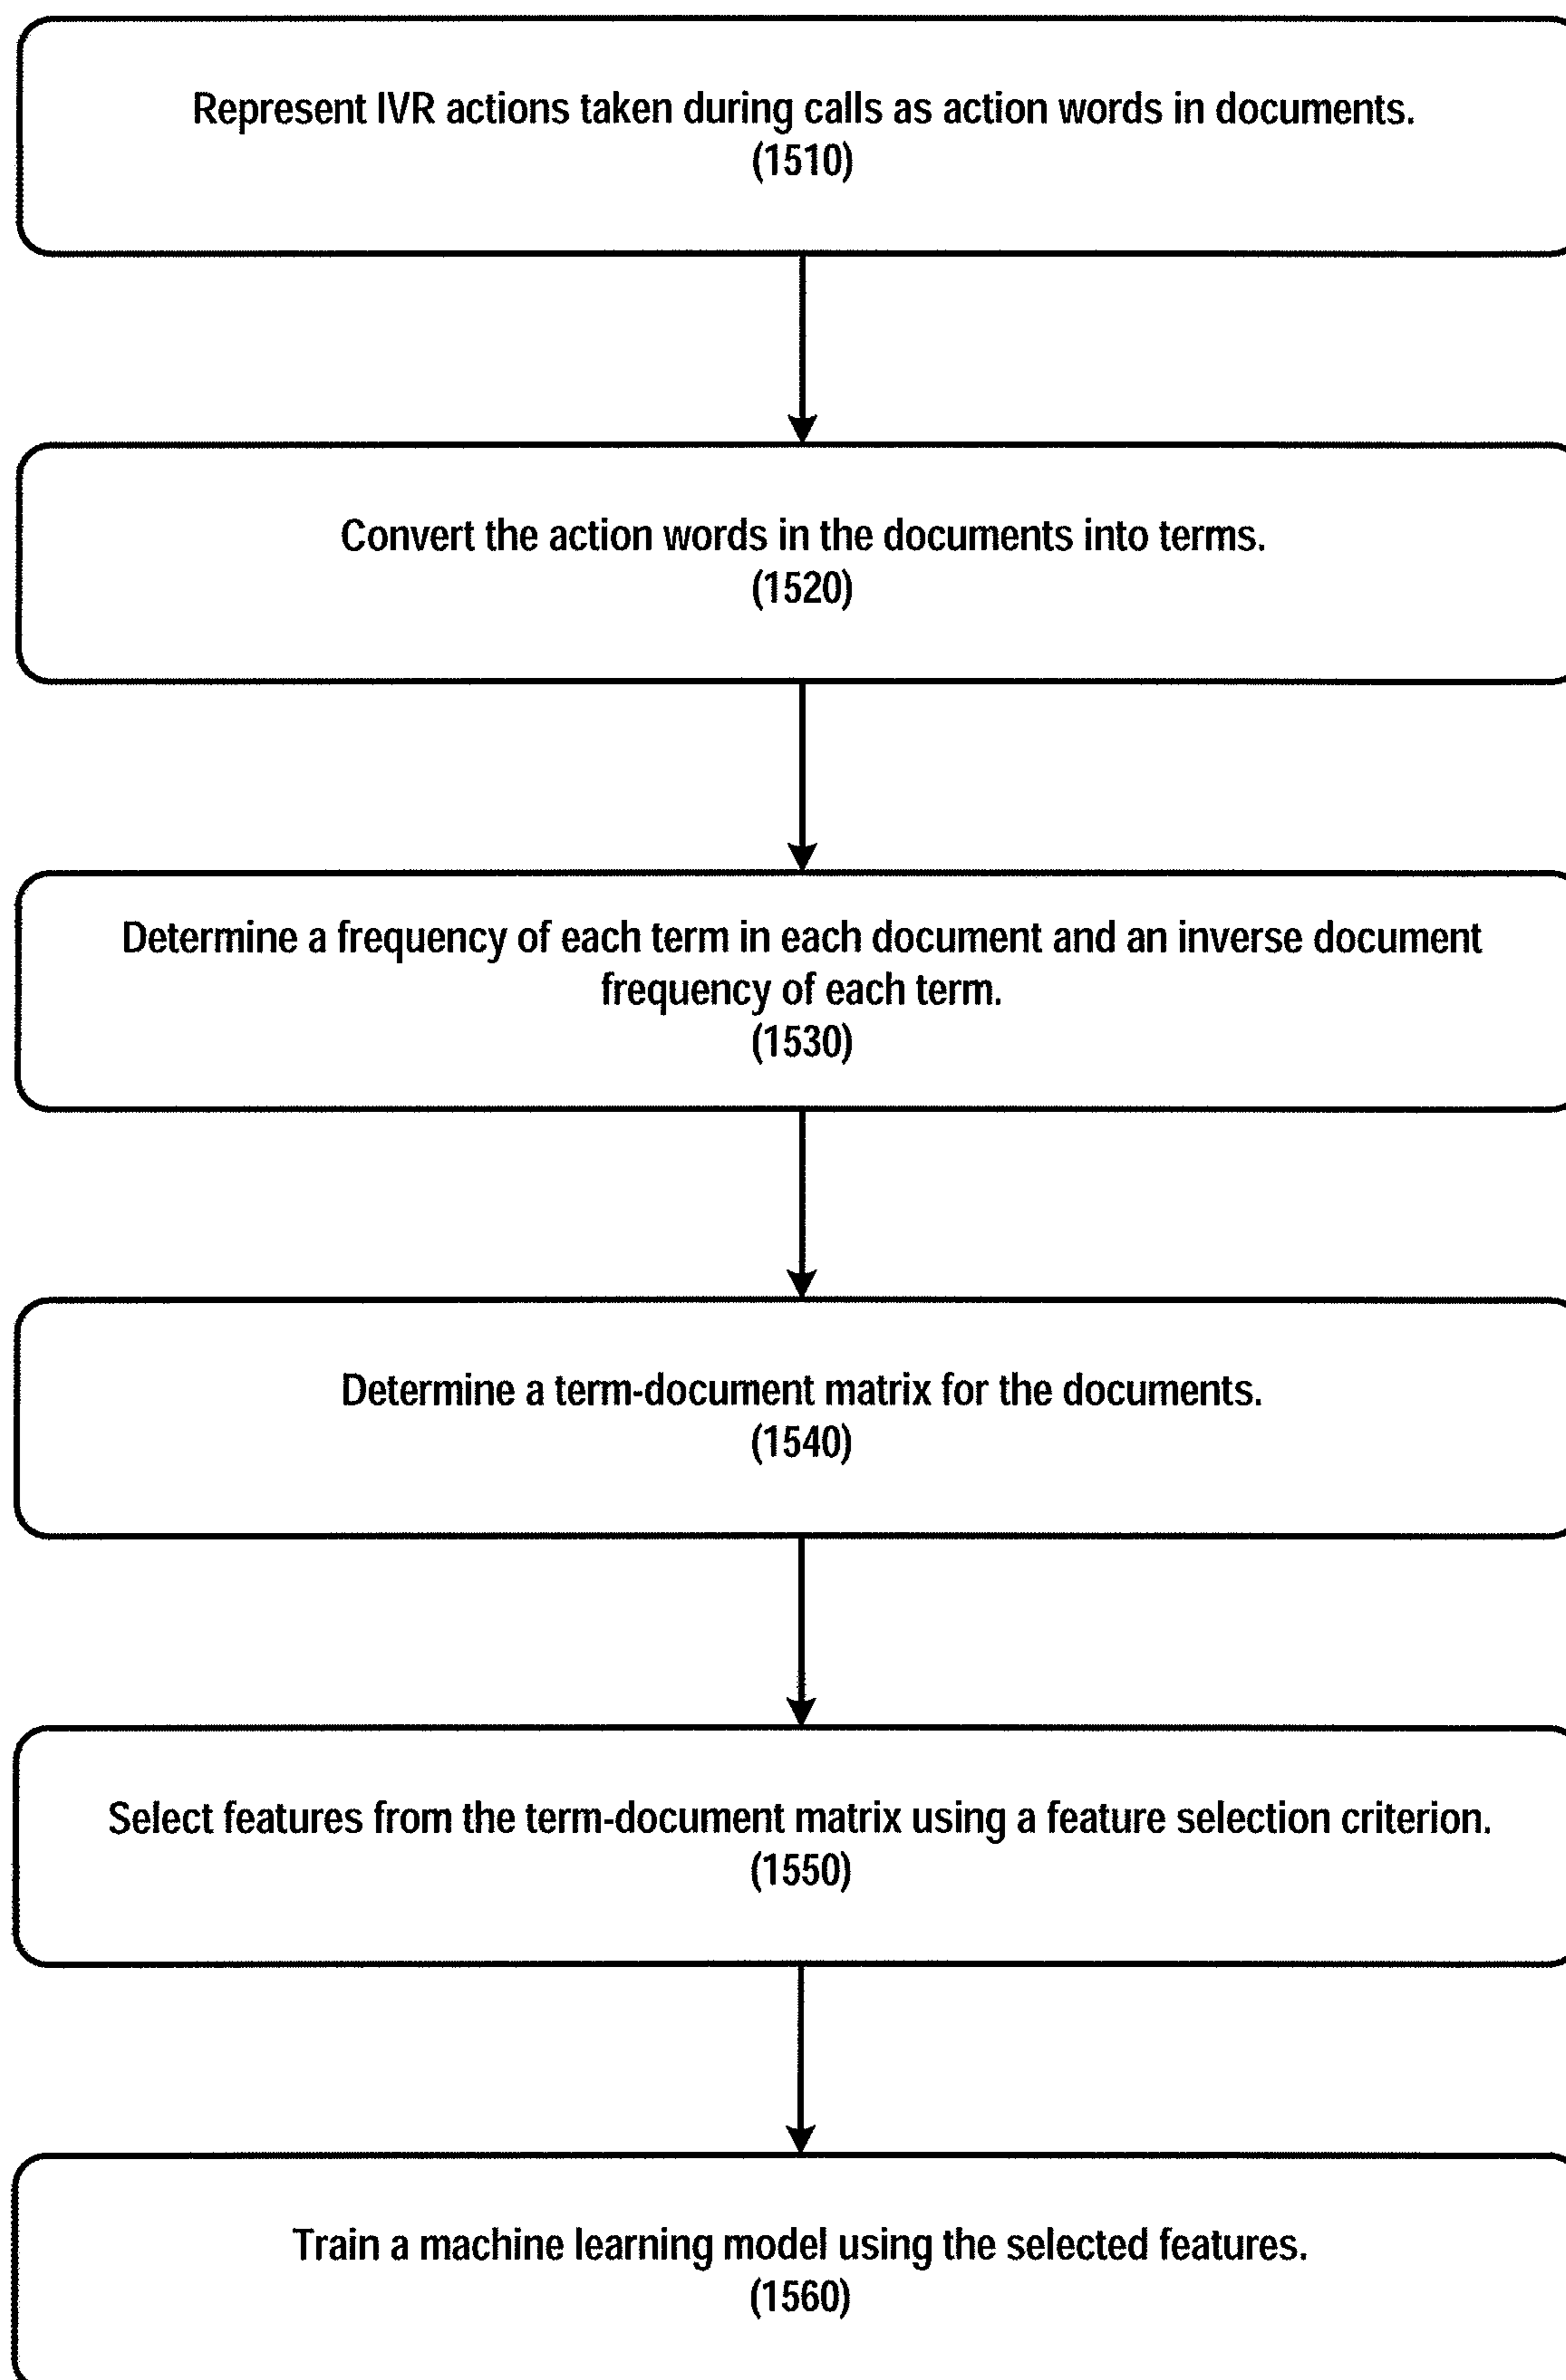 Represent IVR actions taken during calls as action words in documents.
(1510)
Convert the action words in the documents into terms.
(1520)
Determine a frequency of each term in each document and an inverse document
frequency of each term.
(1530)
Determine a term-document matrix for the documents.
(1540)
Select features from the term-document matrix using a feature selection criterion.
(1550)
Train a machine learning model using the selected features.
(1560)